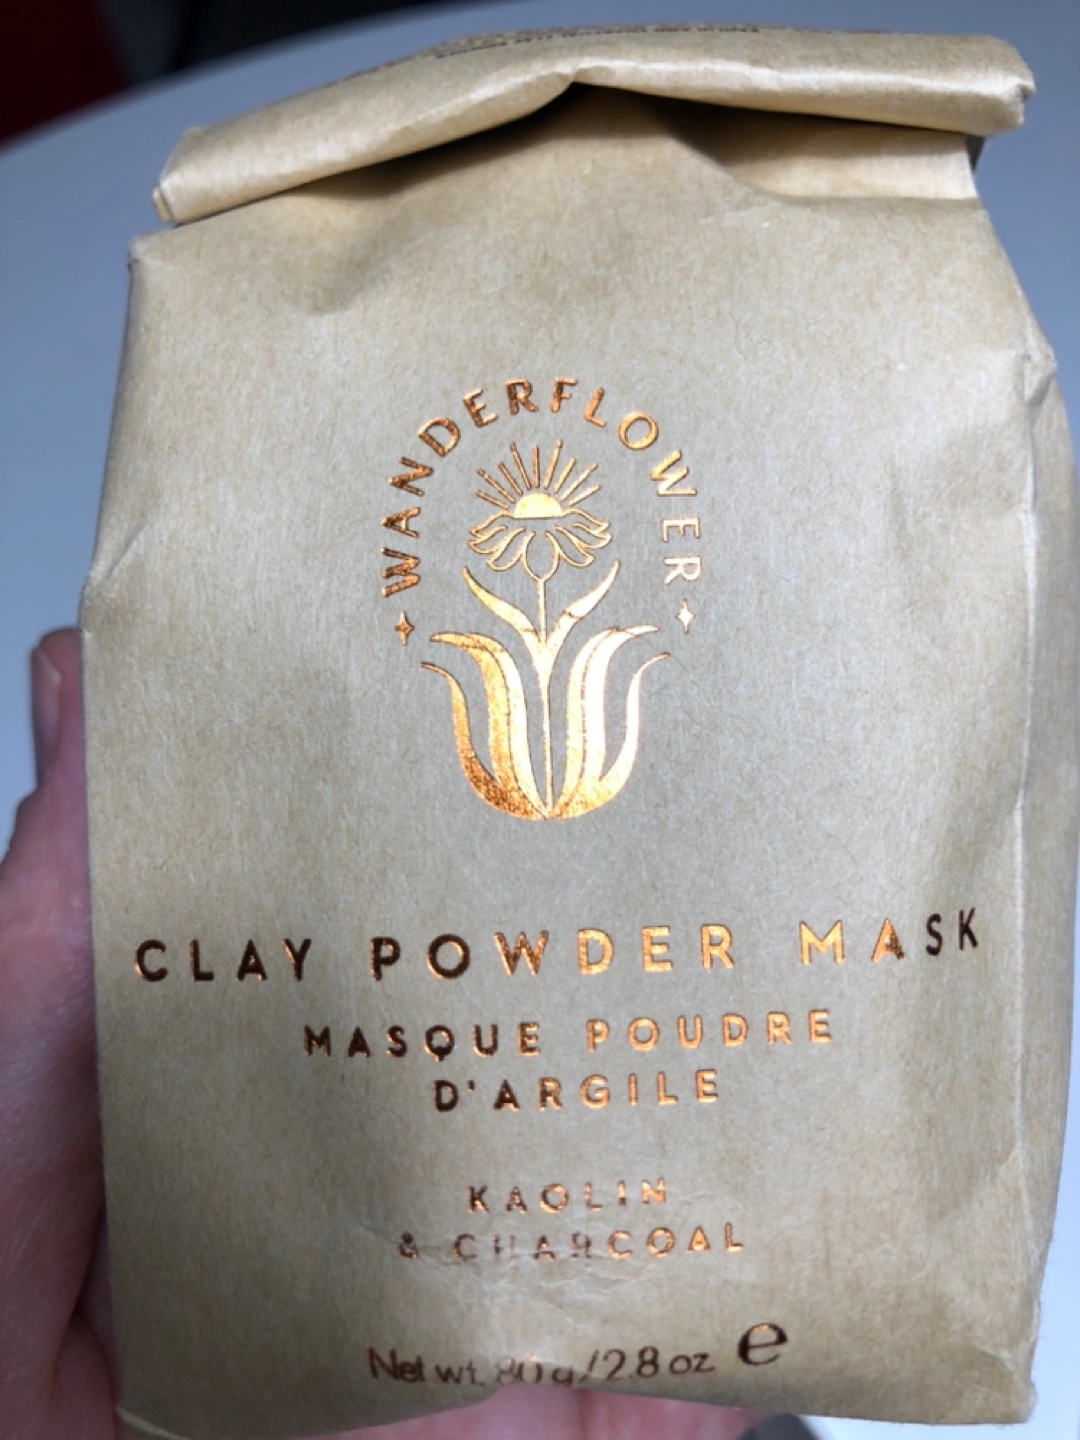 WANDERFLOWER
CLAY POWDER MASK
MASQUE POUDRE
D'ARGILE
KAOLIN
& CHARCOAL
Net wt. 80 g/2.8 oz e